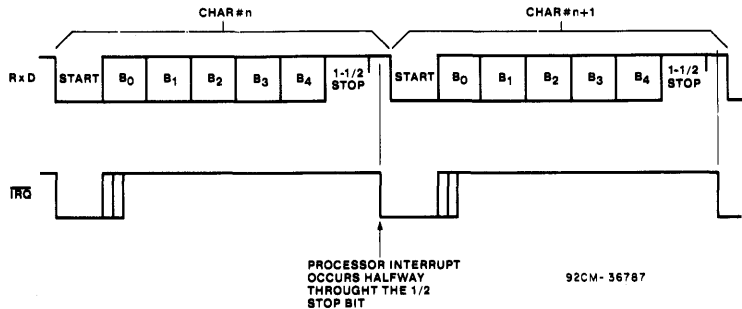 CHAR#n
CHAR#n+1
RxD
START
B0
B1
B2
B3
B4
1-1/2
STOP
START
B0
B1
B2
B3
B4
1-1/2
STOP
IRQ
PROCESSOR INTERRUPT
OCCURS HALFWAY
THROUGHT THE 1/2
STOP BIT
92CM-36787